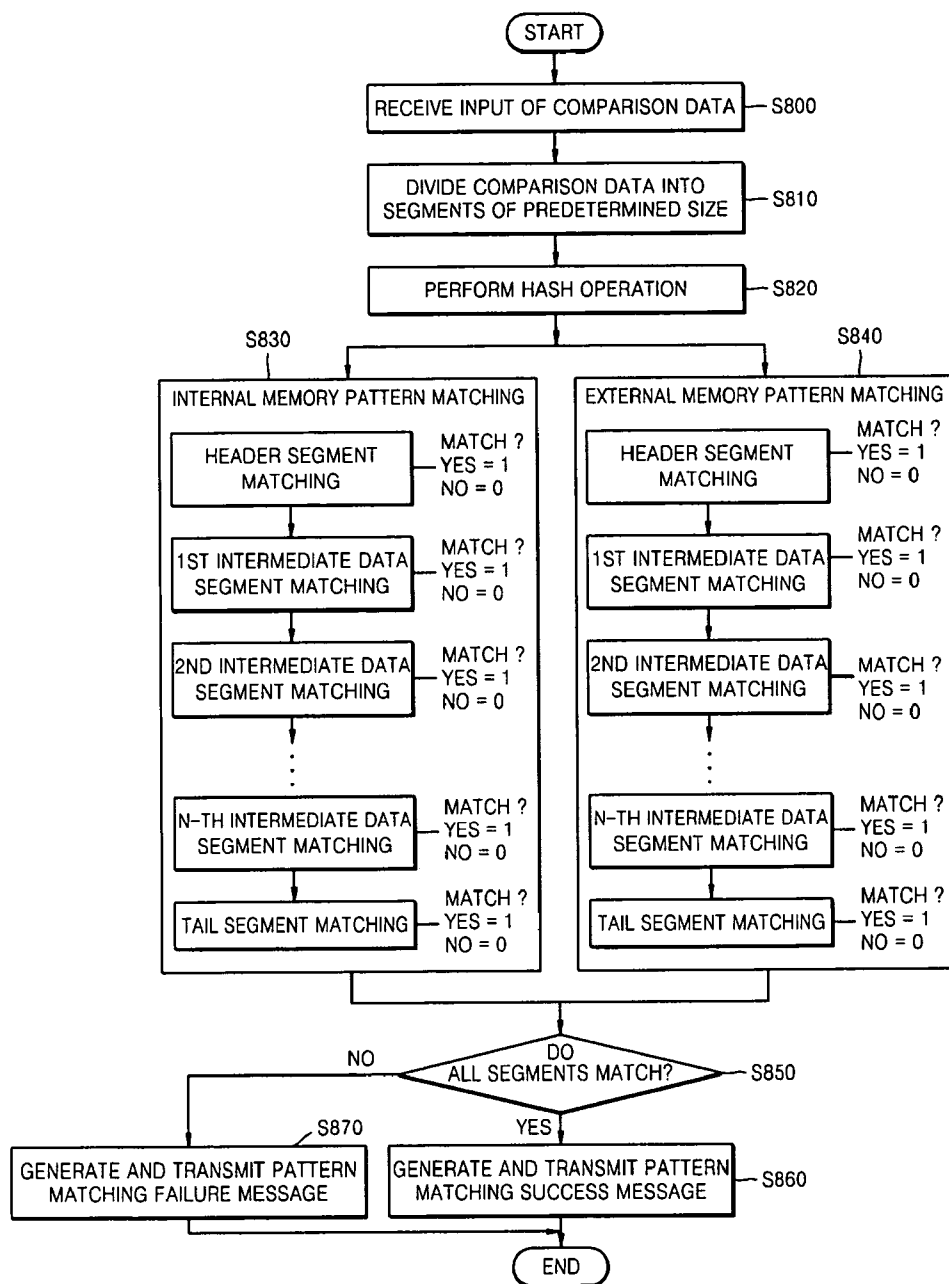 START
RECEIVE INPUT OF COMPARISON DATA
S800
DIVIDE COMPARISON DATA INTO
SEGMENTS OF PREDETERMINED SIZE
S810
PERFORM HASH OPERATION
S820
S830
INTERNAL MEMORY PATTERN MATCHING
HEADER SEGMENT
MATCHING
MATCH ?
YES = 1
NO = 0
1ST INTERMEDIATE DATA
SEGMENT MATCHING
MATCH ?
YES = 1
NO = 0
2ND INTERMEDIATE DATA
SEGMENT MATCHING
MATCH ?
YES = 1
NO = 0
N-TH INTERMEDIATE DATA
SEGMENT MATCHING
MATCH ?
YES = 1
NO = 0
TAIL SEGMENT MATCHING
MATCH ?
YES = 1
NO = 0
S840
EXTERNAL MEMORY PATTERN MATCHING
HEADER SEGMENT
MATCHING
MATCH ?
YES = 1
NO = 0
1ST INTERMEDIATE DATA
SEGMENT MATCHING
MATCH ?
YES = 1
NO = 0
2ND INTERMEDIATE DATA
SEGMENT MATCHING
MATCH ?
YES = 1
NO = 0
N-TH INTERMEDIATE DATA
SEGMENT MATCHING
MATCH ?
YES = 1
NO = 0
TAIL SEGMENT MATCHING
MATCH ?
YES = 1
NO = 0
DO
ALL SEGMENTS MATCH?
S850
NO
YES
S870
GENERATE AND TRANSMIT PATTERN
MATCHING FAILURE MESSAGE
GENERATE AND TRANSMIT PATTERN
MATCHING SUCCESS MESSAGE
S860
END